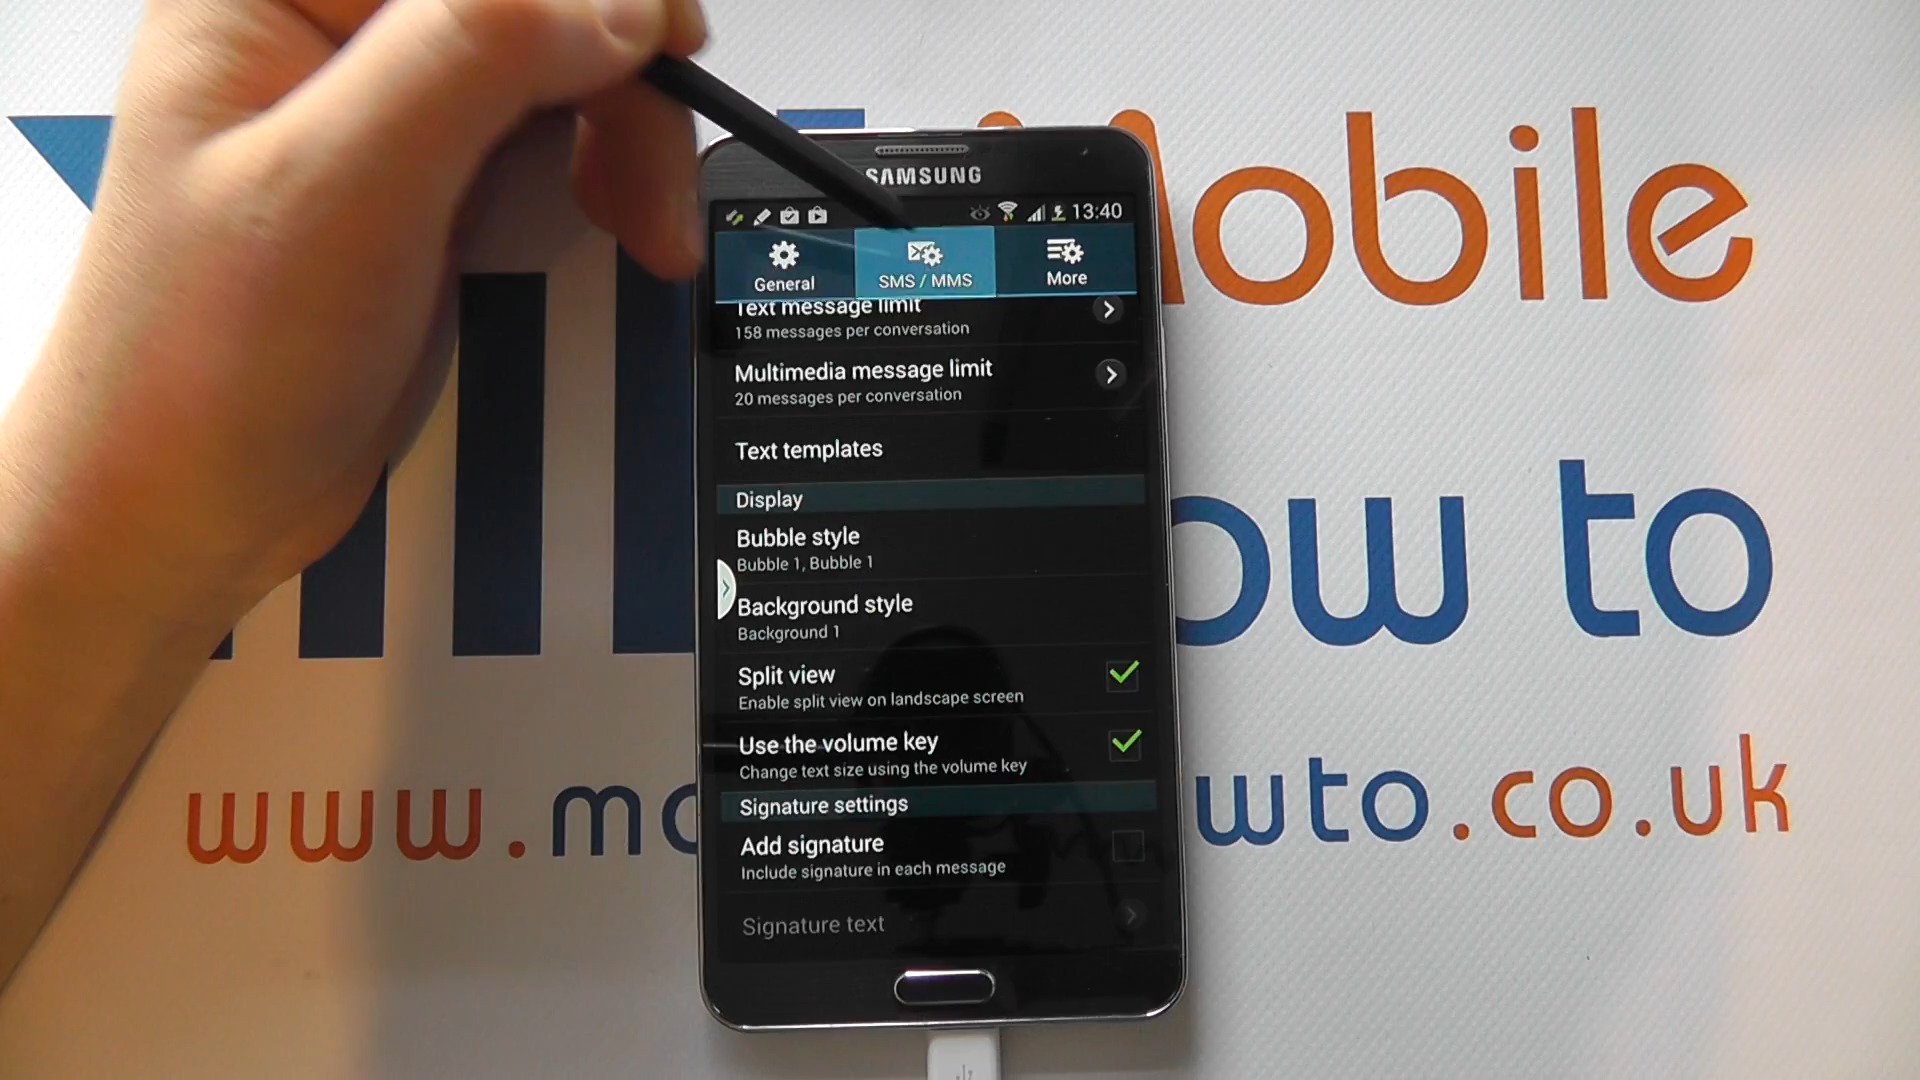 Mobile
SAMSUNG
13:40
General
SMS / MMS
More
Text message limit
158 messages per conversation
Multimedia message limit
20 messages per conversation
Text templates
Display
Bubble style
Bubble 1, Bubble 1
Background style
Background 1
Split view
Enable split view on landscape screen
Use the volume key
Change text size using the volume key
Signature settings
Add signature
Include signature in each message
Signature text
ow to
www.mo
wto.co.uk